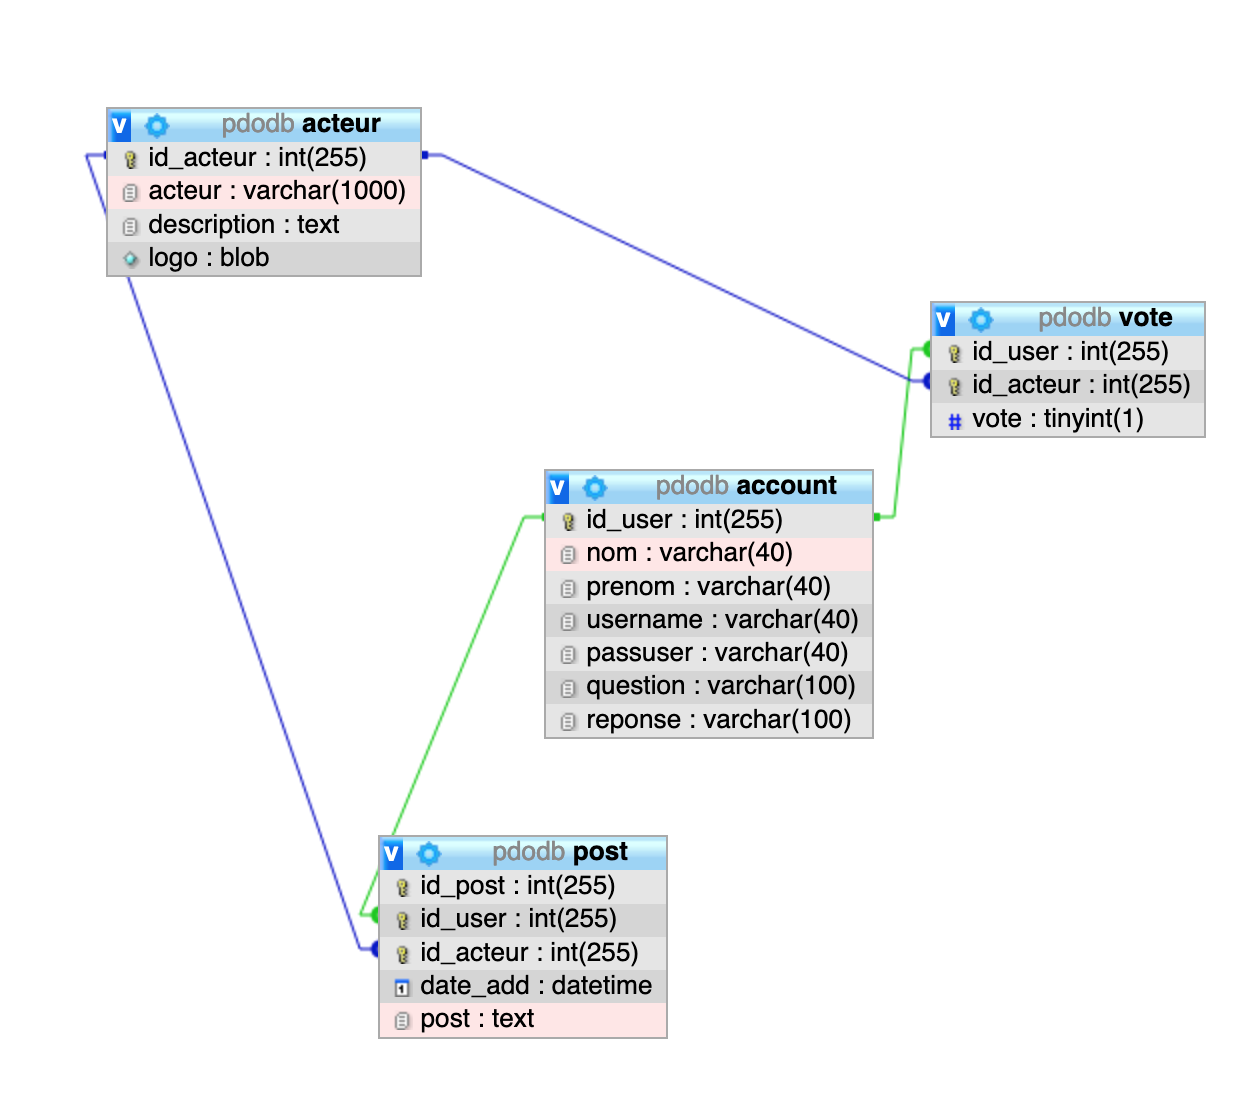 v pdodb acteur
id_acteur : int(255)
acteur : varchar(1000)
description : text
logo : blob
v pdodb vote
id_user : int(255)
id_acteur : int(255)
# vote : tinyint(1)
v pdodb account
id_user : int(255)
nom : varchar(40)
prenom : varchar(40)
username : varchar(40)
passuser : varchar(40)
question : varchar(100)
reponse : varchar(100)
v pdodb post
id_post : int(255)
id_user : int(255)
id_acteur : int(255)
date_add : datetime
post : text